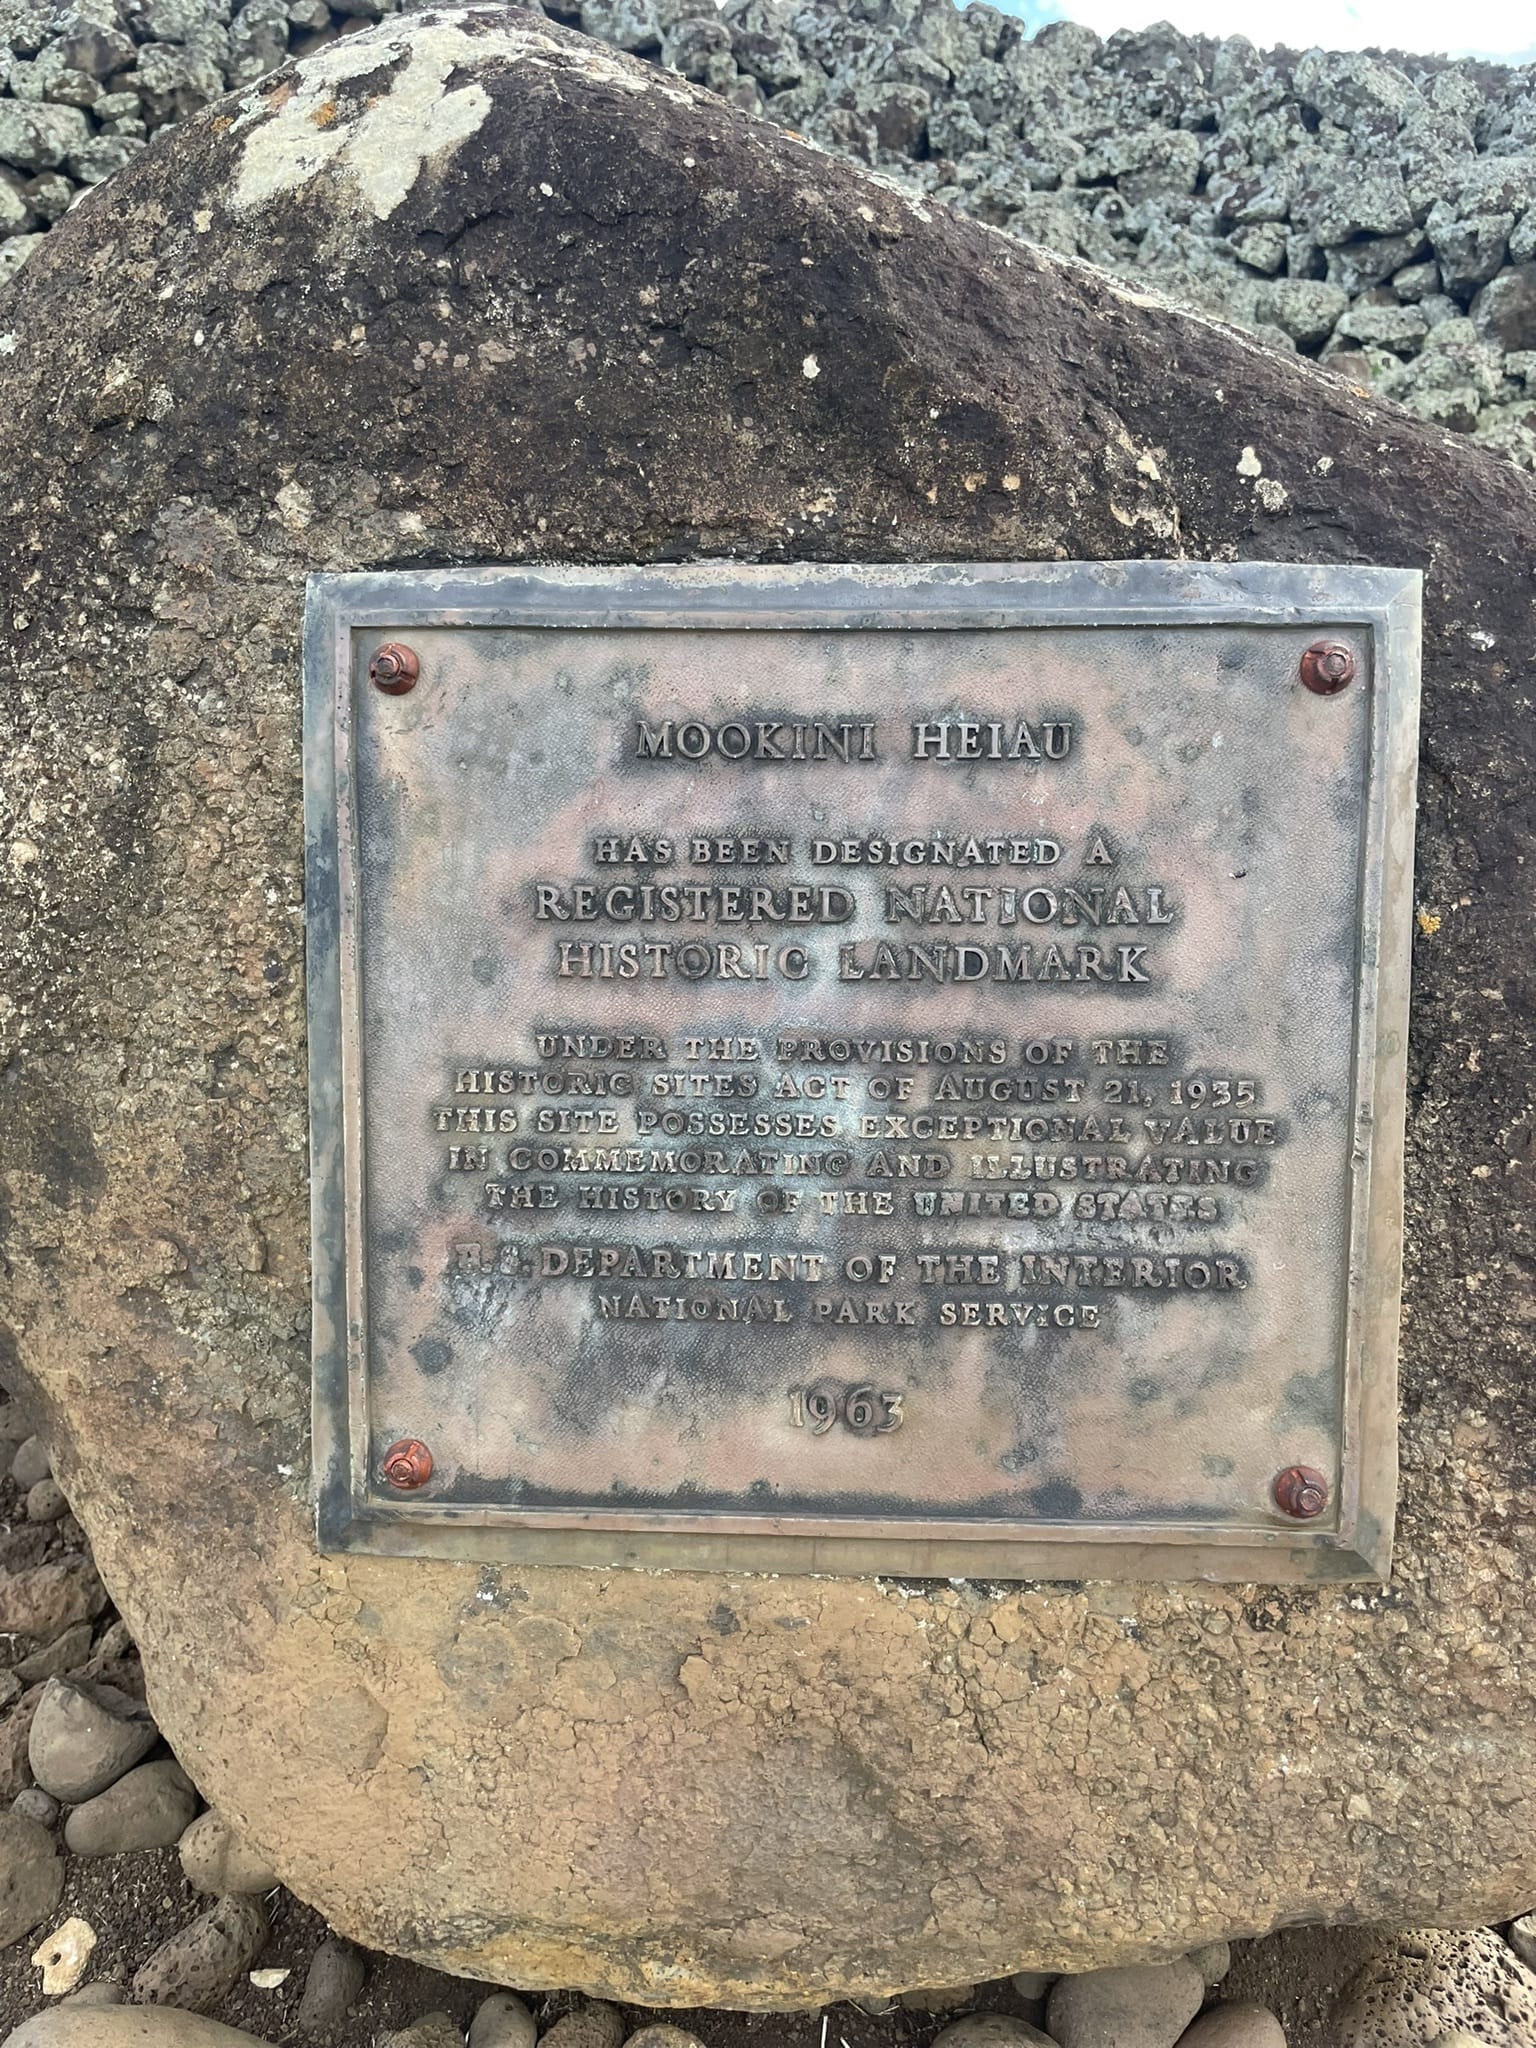 MOOKINI HEIAU
HAS BEEN DESIGNATED A
REGISTERED NATIONAL
HISTORIC LANDMARK
UNDER THE PROVISIONS OF THE
HISTORIC SITES ACT OF AUGUST 21, 1935
THIS SITE POSSESSES EXCEPTIONAL VALUE
IN COMMEMORATING AND ILLUSTRATING
THE HISTORY OF THE UNITED STATES
U.S. DEPARTMENT OF THE INTERIOR
NATIONAL PARK SERVICE
1963